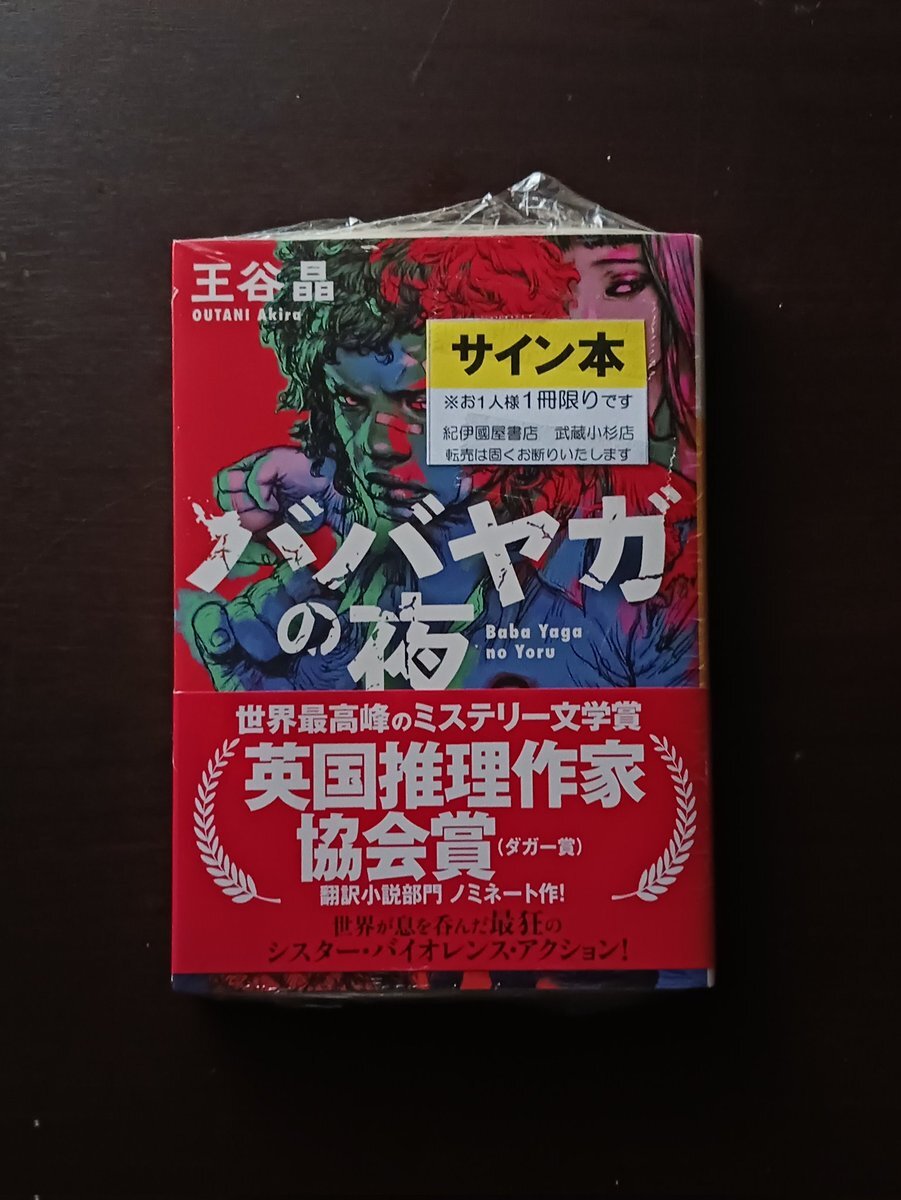 王谷晶
OUTANI Akira
サイン本
※お1人様1冊限りです
紀伊國屋書店 武蔵小杉店
転売は固くお断りいたします
ババヤガ
の夜
Baba Yaga
no Yoru
世界最高峰のミステリー文学賞
英国推理作家
協会賞(ダガー賞)
翻訳小説部門 ノミネート作!
世界が息を呑んだ最狂の
シスター・バイオレンス・アクション!